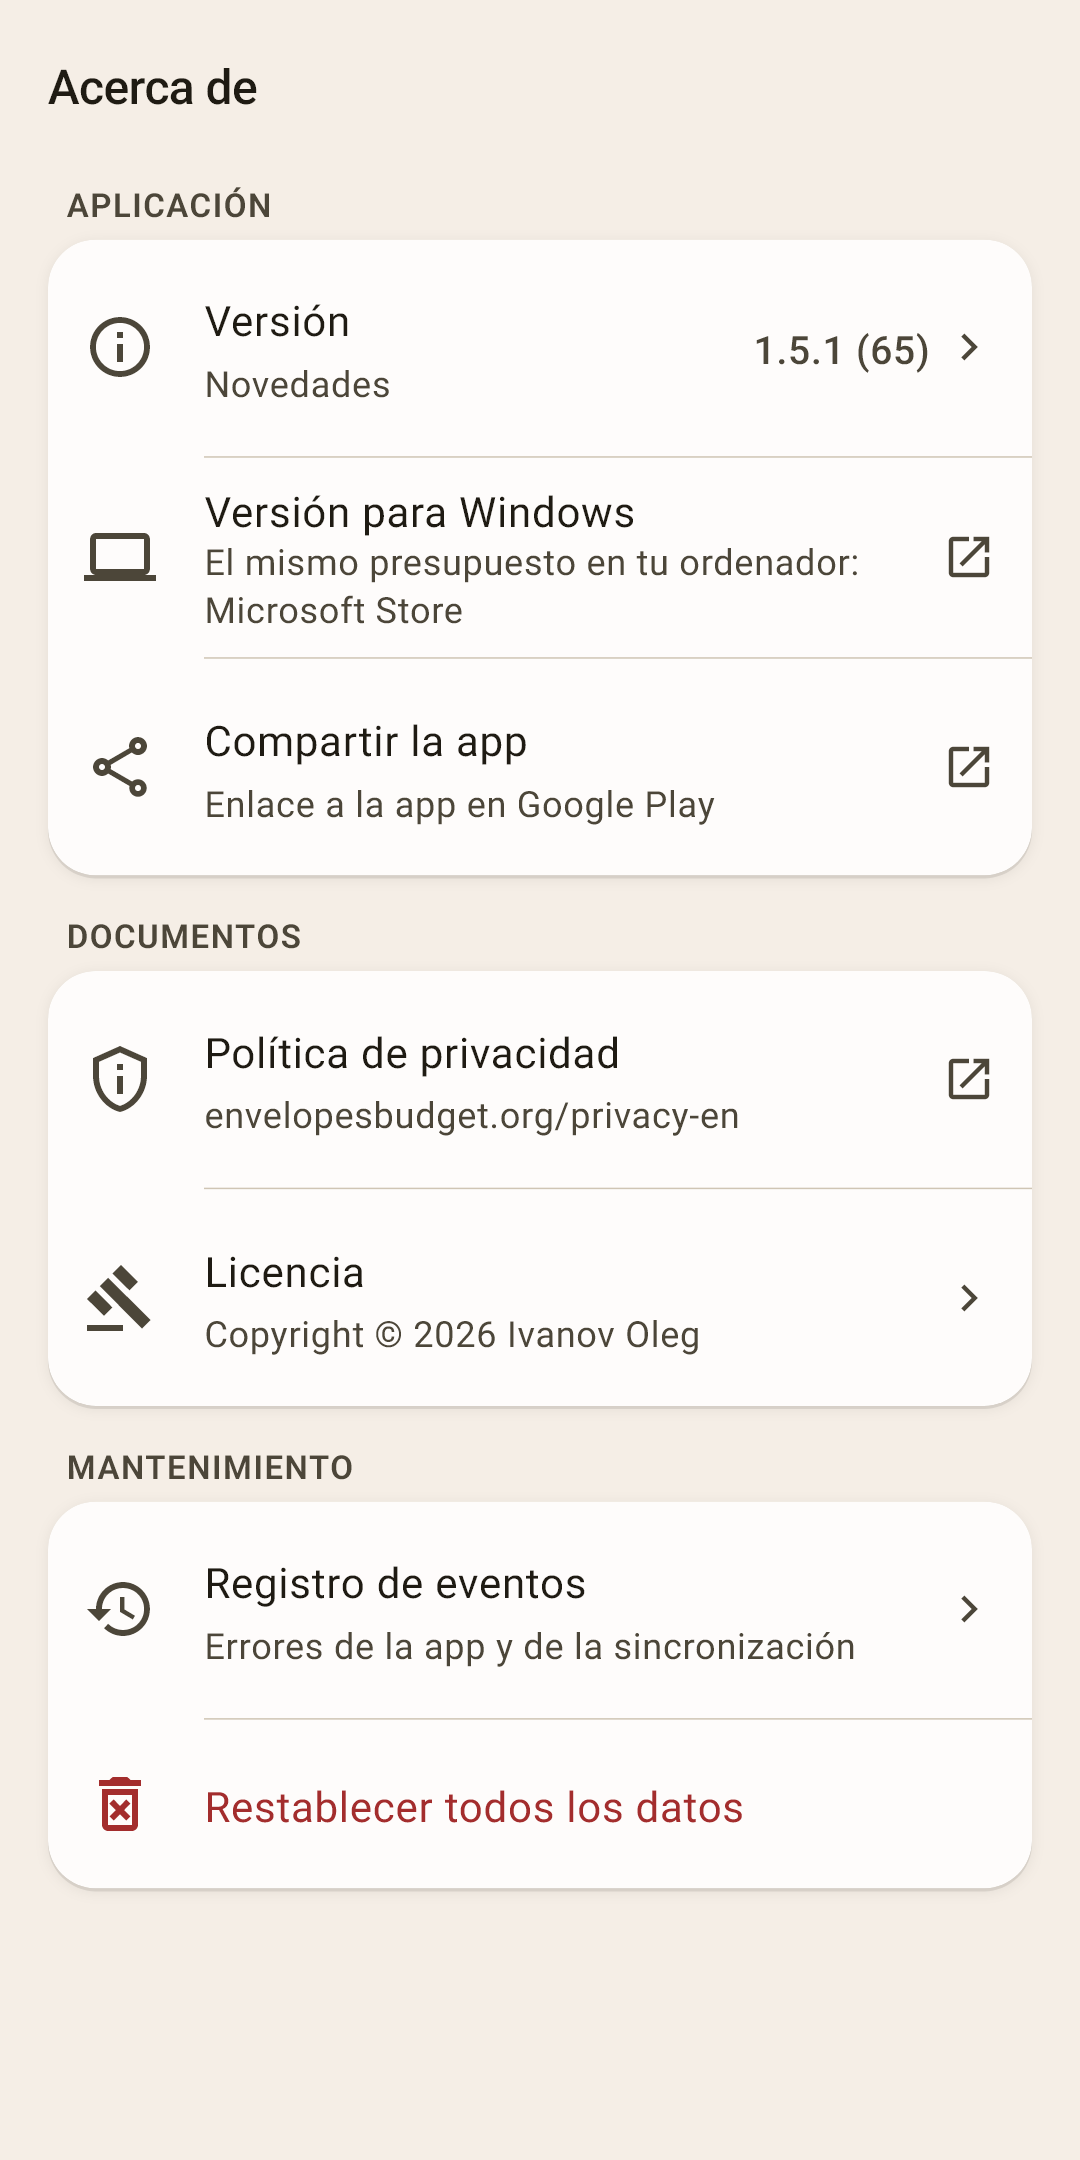 Acerca de
APLICACIÓN
Versión
Novedades
1.5.1 (65)
Versión para Windows
El mismo presupuesto en tu ordenador:
Microsoft Store
Compartir la app
Enlace a la app en Google Play
DOCUMENTOS
Política de privacidad
envelopesbudget.org/privacy-en
Licencia
Copyright © 2026 Ivanov Oleg
MANTENIMIENTO
Registro de eventos
Errores de la app y de la sincronización
Restablecer todos los datos